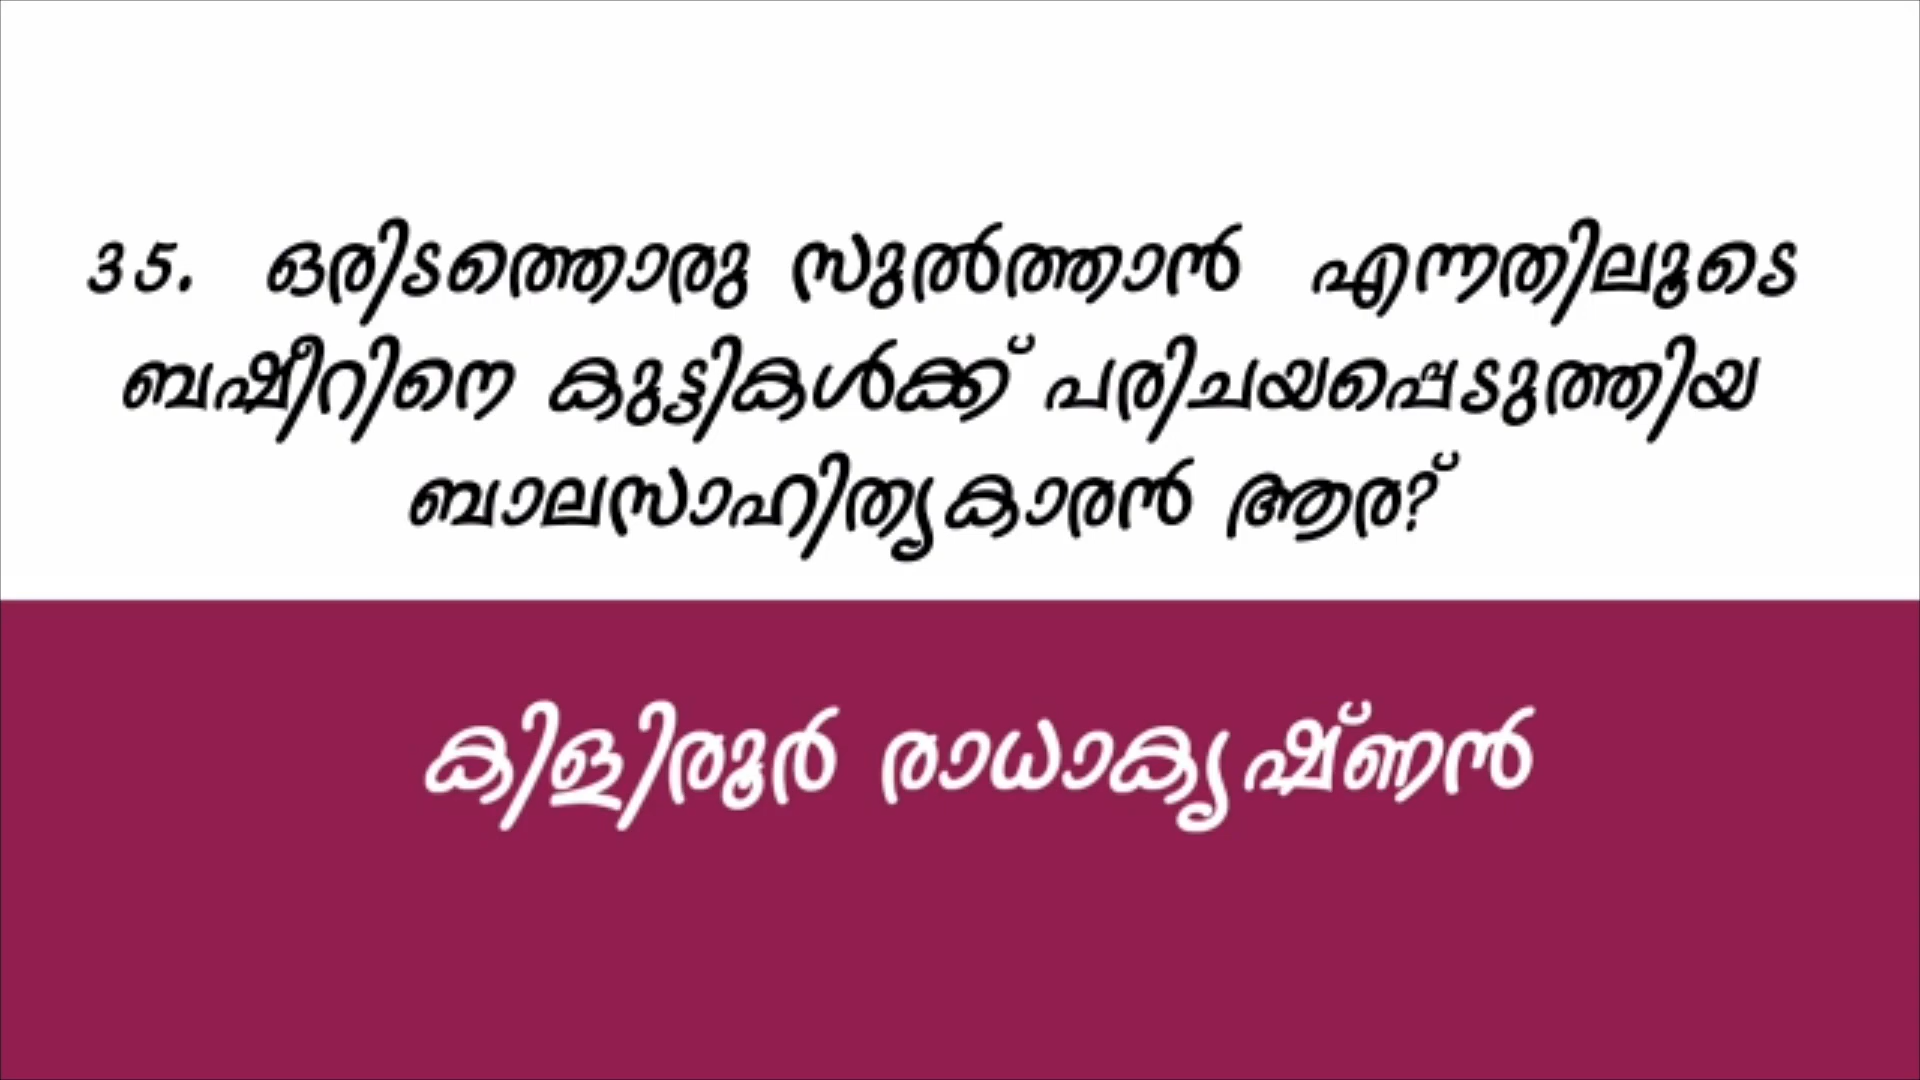 35. ഒരിടത്തൊരു സുൽത്താൻ എന്നതിലൂടെ
ബഷീറിനെ കുട്ടികൾക്ക് പരിചയപ്പെടുത്തിയ
ബാലസാഹിത്യകാരൻ ആര്?
കിളിരൂർ രാധാകൃഷ്ണൻ